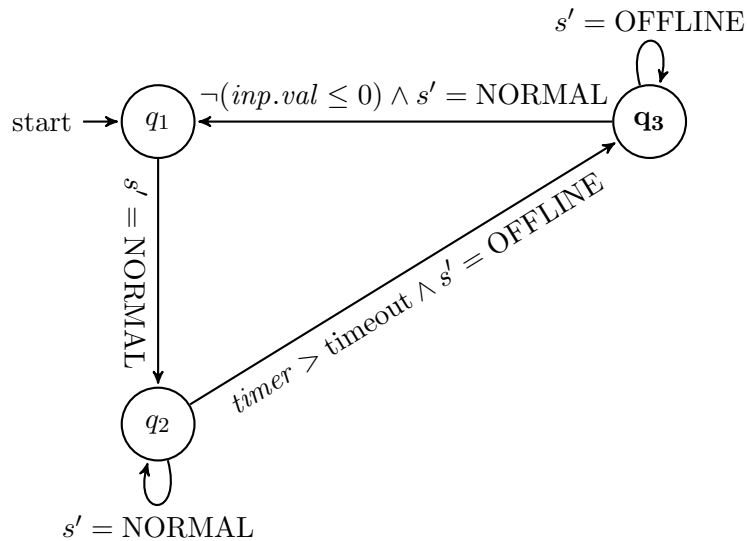 s′ = OFFLINE
¬(inp.val ≤ 0) ∧ s′ = NORMAL
start
q₁
q₃
s′ = NORMAL
timer > timeout ∧ s′ = OFFLINE
q₂
s′ = NORMAL